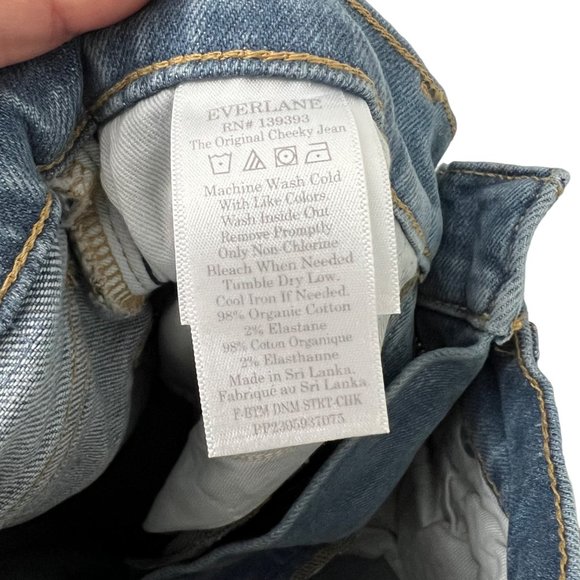 EVERLANE
RN# 139393
The Original Cheeky Jean
Machine Wash Cold
With Like Colors.
Wash Inside Out
Remove Promptly
Only Non-Chlorine
Bleach When Needed
Tumble Dry Low.
Cool Iron If Needed.
98% Organic Cotton
2% Elastane
98% Coton Organique
2% Elasthanne
Made in Sri Lanka.
Fabriqué au Sri Lanka.
F-BTM-DNM-STRT-CHK
PP2395937D75